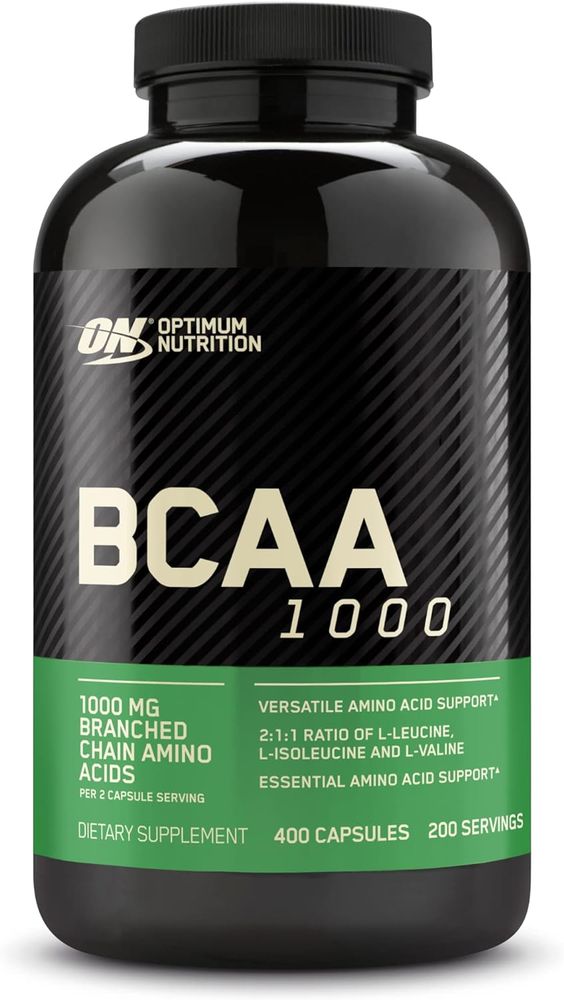 ON® OPTIMUM
NUTRITION
BCAA
1000
1000 MG
BRANCHED
CHAIN AMINO
ACIDS
PER 2 CAPSULE SERVING
VERSATILE AMINO ACID SUPPORT▲
2:1:1 RATIO OF L-LEUCINE,
L-ISOLEUCINE AND L-VALINE
ESSENTIAL AMINO ACID SUPPORT▲
DIETARY SUPPLEMENT 400 CAPSULES 200 SERVINGS